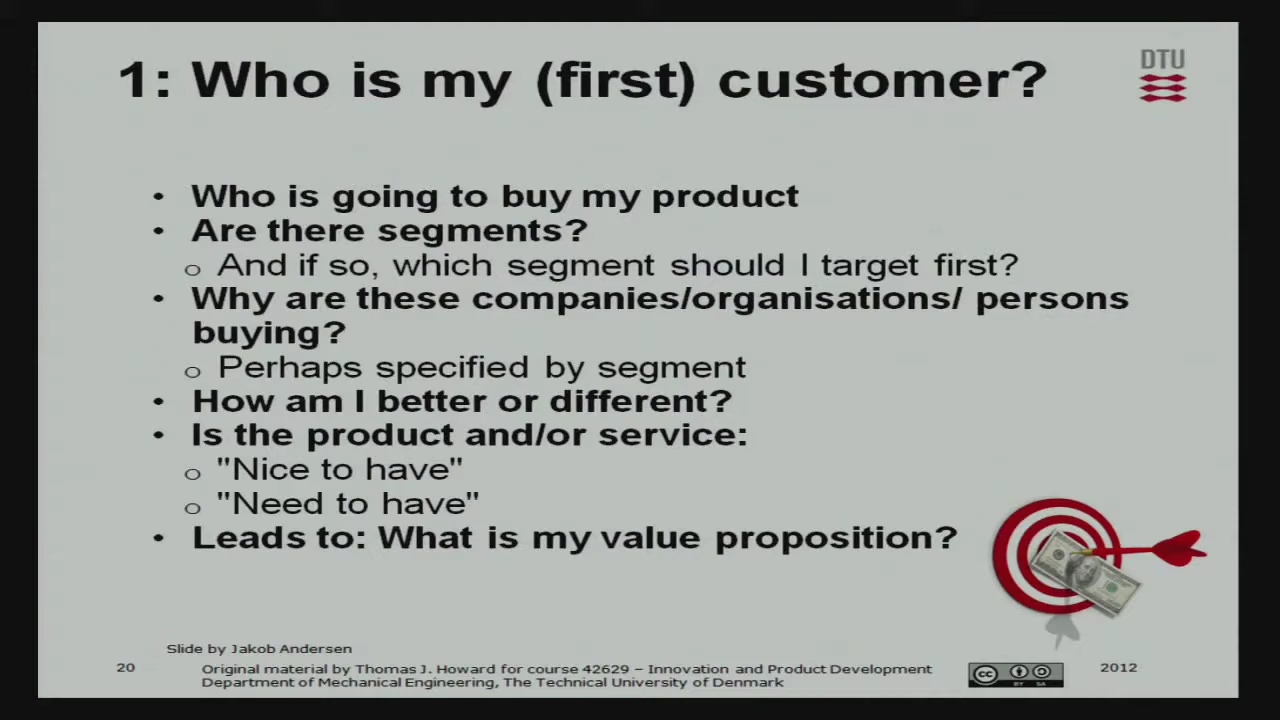 1: Who is my (first) customer?
DTU
• Who is going to buy my product
• Are there segments?
o And if so, which segment should I target first?
• Why are these companies/organisations/ persons
buying?
o Perhaps specified by segment
• How am I better or different?
• Is the product and/or service:
o "Nice to have"
o "Need to have"
• Leads to: What is my value proposition?
Slide by Jakob Andersen
20
Original material by Thomas J. Howard for course 42629 – Innovation and Product Development
Department of Mechanical Engineering, The Technical University of Denmark
cc
BY SA
2012